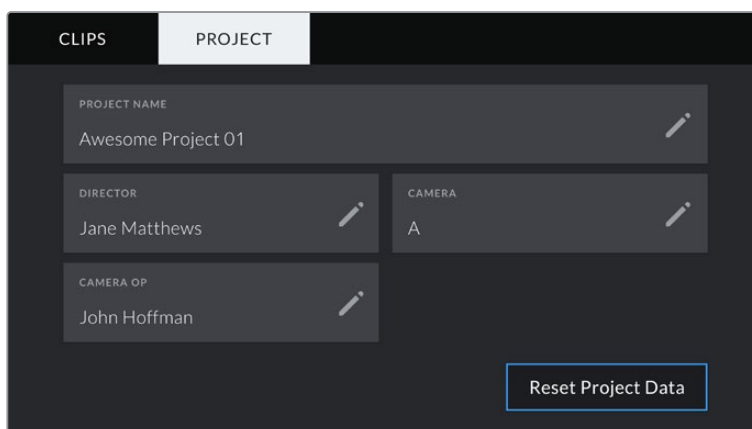 CLIPS PROJECT
PROJECT NAME
Awesome Project 01
DIRECTOR
Jane Matthews
CAMERA
A
CAMERA OP
John Hoffman
Reset Project Data